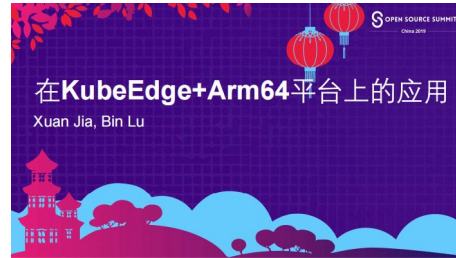 OPEN SOURCE SUMMIT
China 2019
在KubeEdge+Arm64平台上的应用
Xuan Jia, Bin Lu